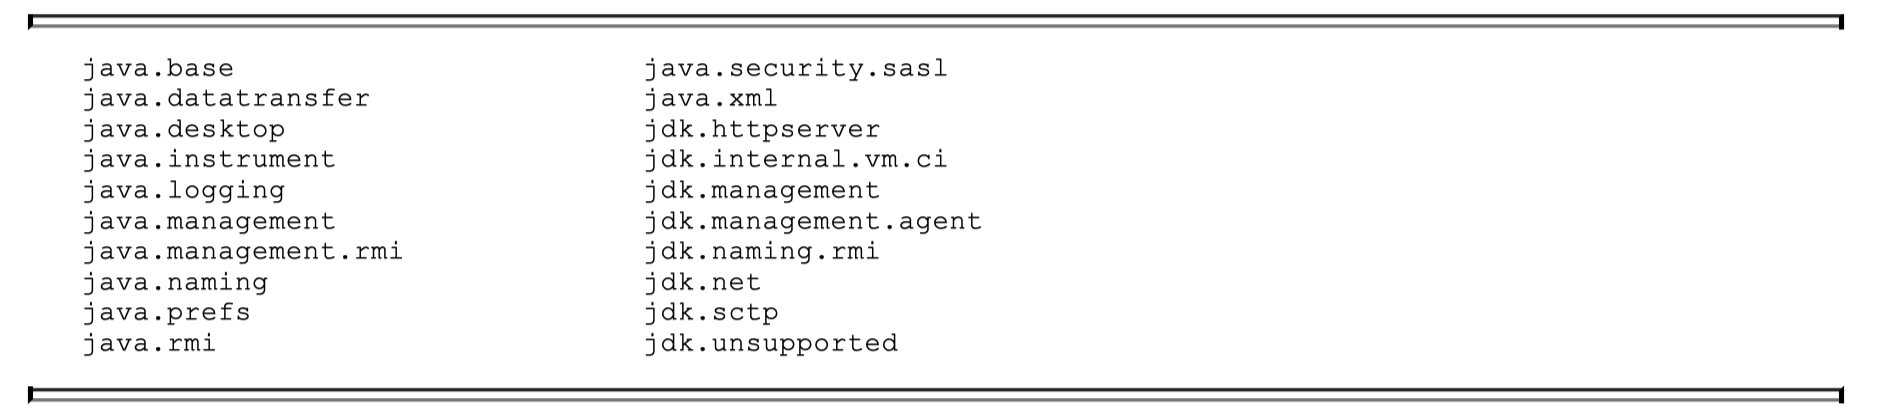 java.base
java.datatransfer
java.desktop
java.instrument
java.logging
java.management
java.management.rmi
java.naming
java.prefs
java.rmi
java.security.sasl
java.xml
jdk.httpserver
jdk.internal.vm.ci
jdk.management
jdk.management.agent
jdk.naming.rmi
jdk.net
jdk.sctp
jdk.unsupported